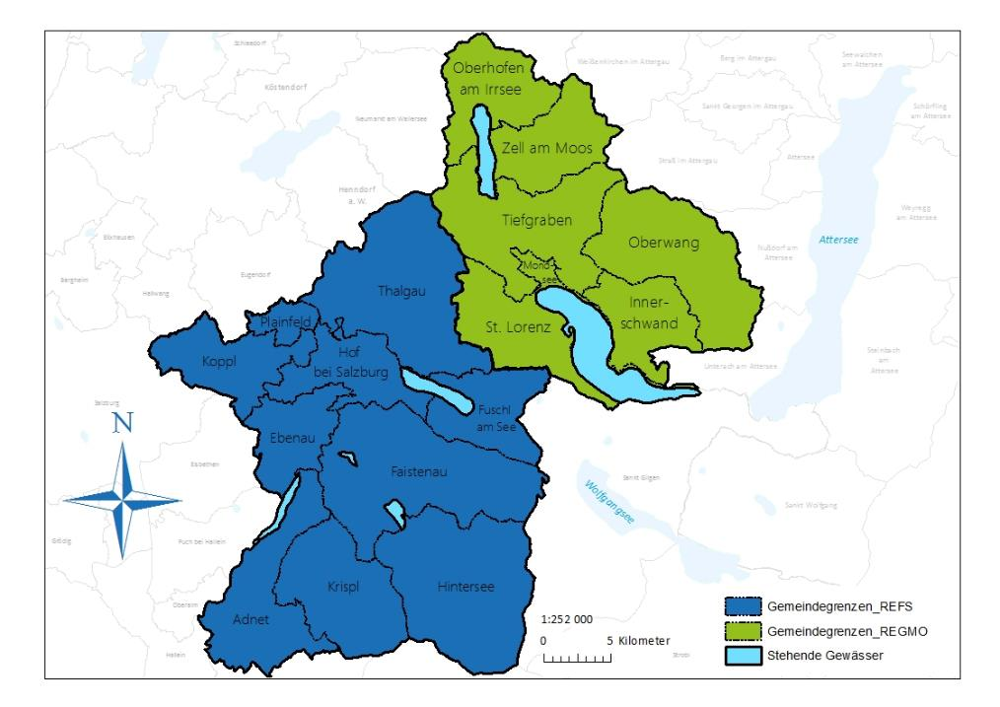 Schleedorf
Köstendorf
Neumarkt am Wallersee
Henndorf
a. W.
Elixhausen
Bergheim
Hallwang
Eugendorf
Weißenkirchen im Attergau
Berg im Attergau
Seewalchen
am Attersee
Sankt Georgen im Attergau
Schörfling
am Attersee
Straß im Attergau
Attersee
Weyregg
am Attersee
Attersee
Nußdorf am
Attersee
Steinbach
am
Attersee
Unterach am Attersee
Oberhofen
am Irrsee
Zell am Moos
Tiefgraben
Oberwang
Mond-
see
Inner-
schwand
St. Lorenz
Thalgau
Plainfeld
Koppl
Hof
bei Salzburg
Fuschl
am See
Ebenau
Faistenau
Salzburg
Elsbethen
N
Wolfgangsee
Sankt Gilgen
Sankt Wolfgang
Grödig
Puch bei Hallein
Oberalm
Hallein
Adnet
Krispl
Hintersee
Strobl
1:252 000
0 5 Kilometer
Gemeindegrenzen_REFS
Gemeindegrenzen_REGMO
Stehende Gewässer